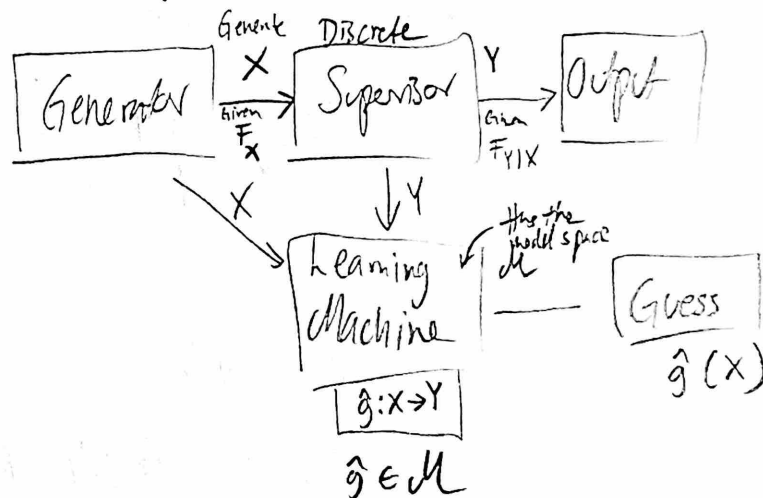 Generate
Discrete
X
Y
Generator
Supervisor
Output
Given
F_X
Given
F_{Y|X}
X
Y
Has the
model space
M
Learning
Machine
Guess
ĝ(X)
ĝ:X→Y
ĝ ∈ M